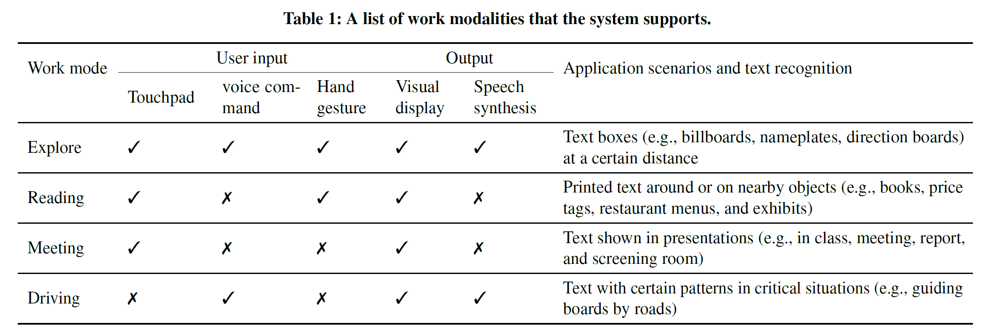 Table 1: A list of work modalities that the system supports.
Work mode User input Output Application scenarios and text recognition
Touchpad voice com- Hand Visual Speech
mand gesture display synthesis
Explore ✓ ✓ ✓ ✓ ✓ Text boxes (e.g., billboards, nameplates, direction boards)
at a certain distance
Reading ✓ ✗ ✓ ✓ ✗ Printed text around or on nearby objects (e.g., books, price
tags, restaurant menus, and exhibits)
Meeting ✓ ✗ ✗ ✓ ✗ Text shown in presentations (e.g., in class, meeting, report,
and screening room)
Driving ✗ ✓ ✗ ✓ ✓ Text with certain patterns in critical situations (e.g., guiding
boards by roads)